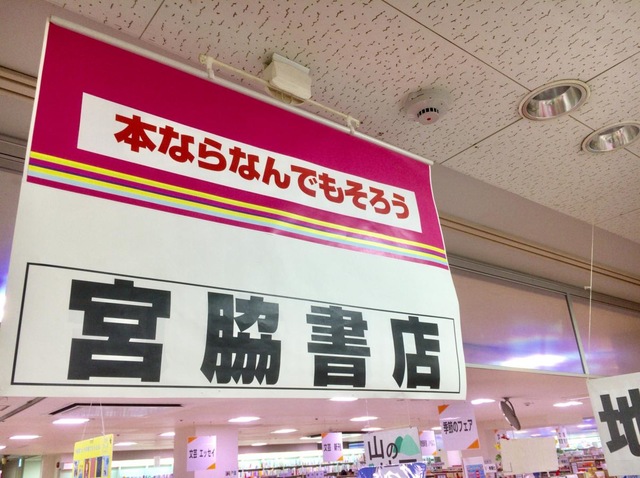 本ならなんでもそろう
宮脇書店
文芸 エッセイ
山の
季節のフェア
地